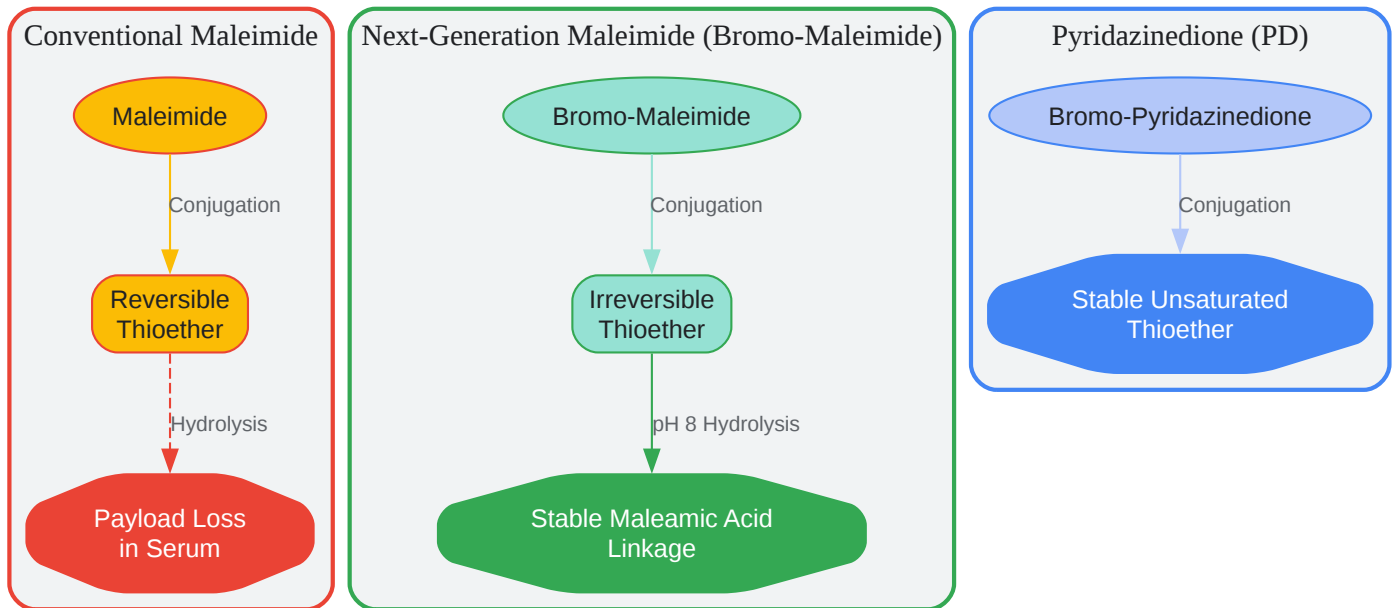 Conventional Maleimide
Maleimide
Conjugation
Reversible
Thioether
Hydrolysis
Payload Loss
in Serum
Next-Generation Maleimide (Bromo-Maleimide)
Bromo-Maleimide
Conjugation
Irreversible
Thioether
pH 8 Hydrolysis
Stable Maleamic Acid
Linkage
Pyridazinedione (PD)
Bromo-Pyridazinedione
Conjugation
Stable Unsaturated
Thioether